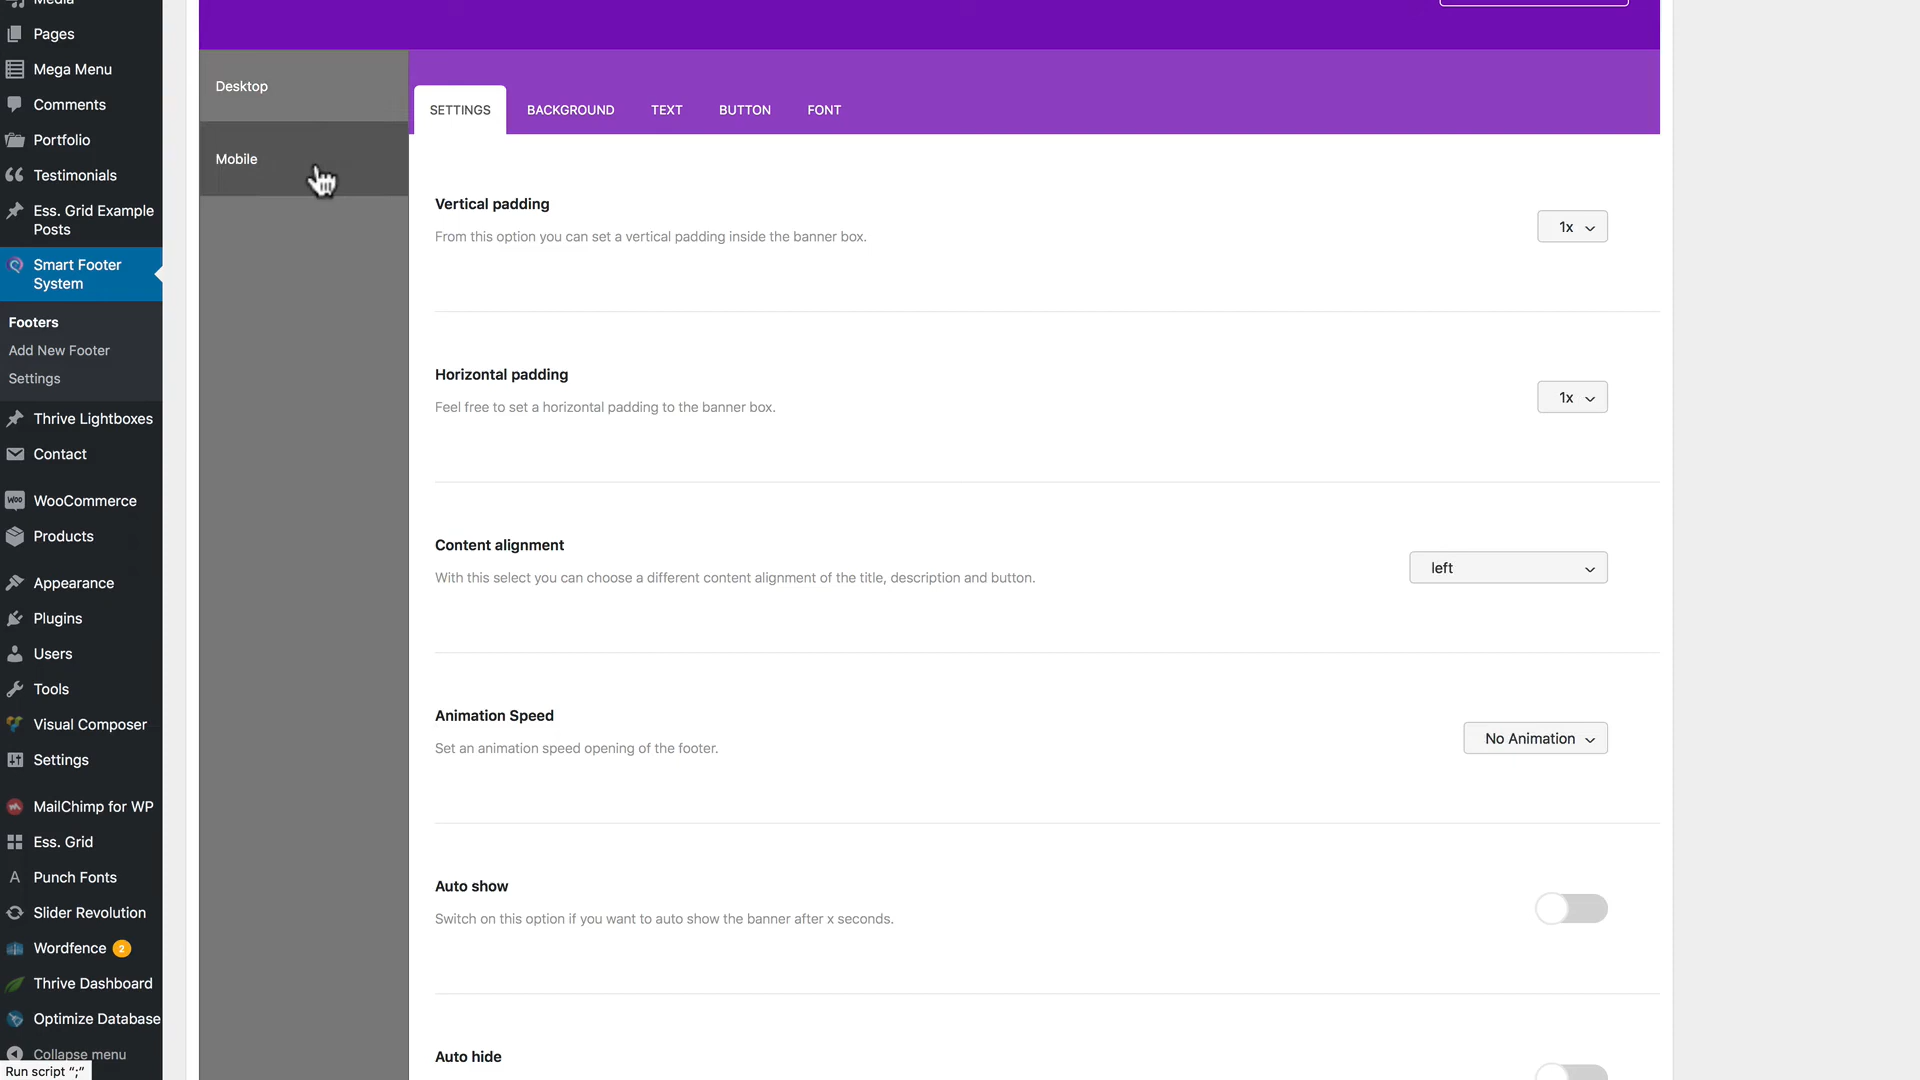 Media
Pages
Mega Menu
Comments
Portfolio
Testimonials
Ess. Grid Example
Posts
Smart Footer
System
Footers
Add New Footer
Settings
Thrive Lightboxes
Contact
WooCommerce
Products
Appearance
Plugins
Users
Tools
Visual Composer
Settings
MailChimp for WP
Ess. Grid
Punch Fonts
Slider Revolution
Wordfence 2
Thrive Dashboard
Optimize Database
Collapse menu
Run script ";"
Desktop
Mobile
SETTINGS BACKGROUND TEXT BUTTON FONT
Vertical padding
From this option you can set a vertical padding inside the banner box.
1x
Horizontal padding
Feel free to set a horizontal padding to the banner box.
1x
Content alignment
With this select you can choose a different content alignment of the title, description and button.
left
Animation Speed
Set an animation speed opening of the footer.
No Animation
Auto show
Switch on this option if you want to auto show the banner after x seconds.
Auto hide